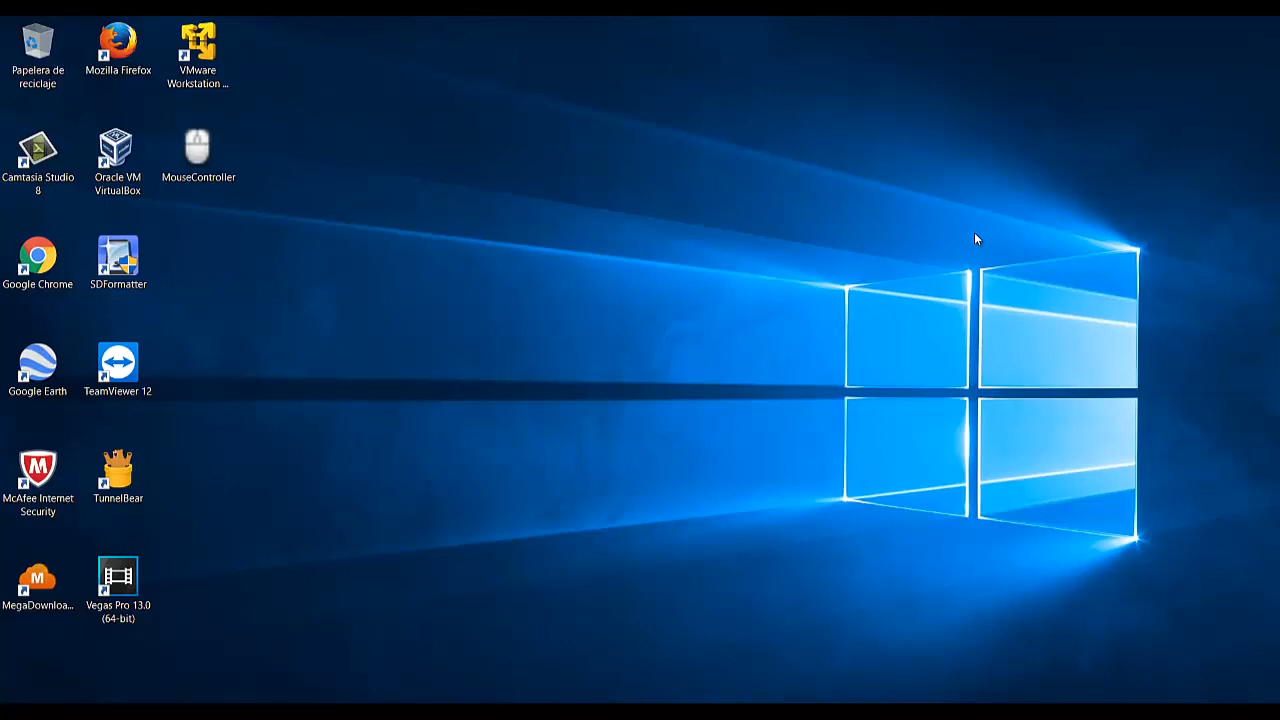 Papelera de
reciclaje
Mozilla Firefox
VMware
Workstation ...
Camtasia Studio
8
Oracle VM
VirtualBox
MouseController
Google Chrome
SDFormatter
Google Earth
TeamViewer 12
McAfee Internet
Security
TunnelBear
MegaDownloa...
Vegas Pro 13.0
(64-bit)